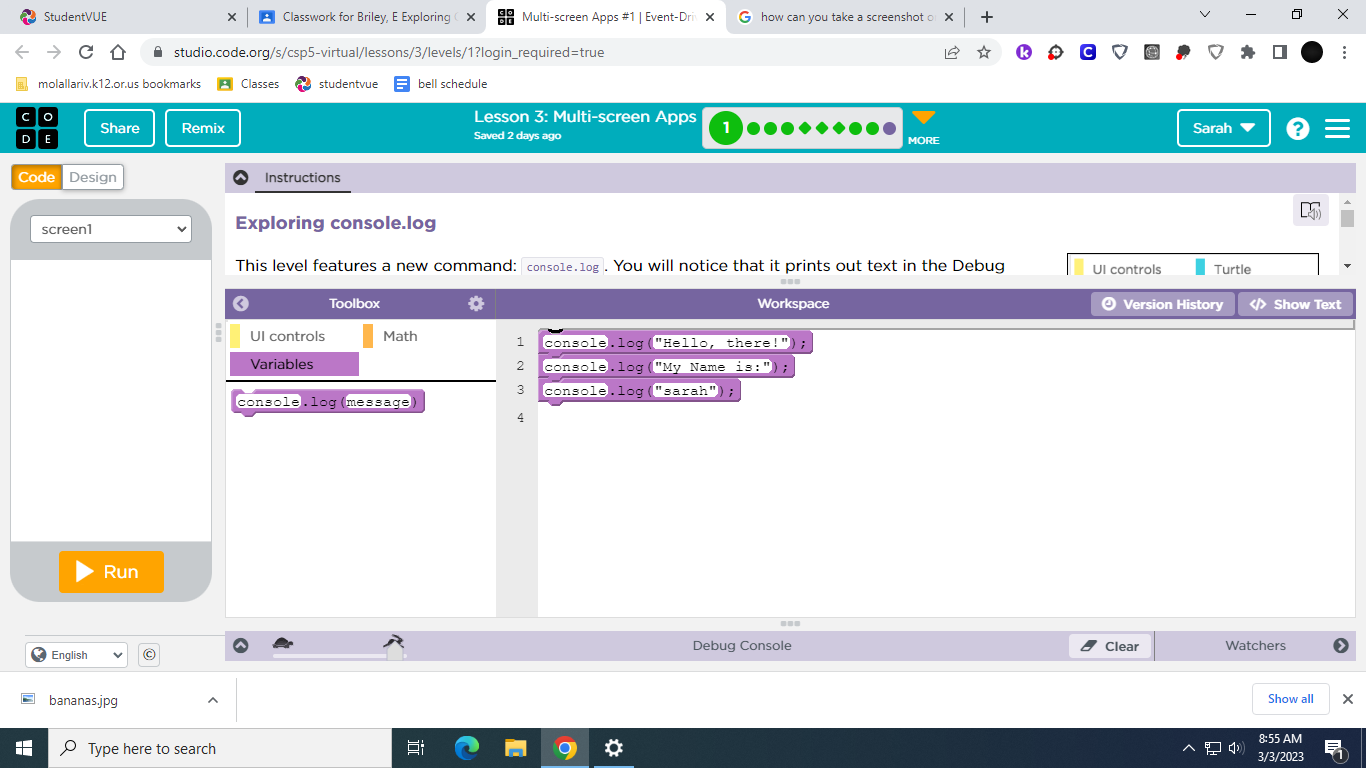 StudentVUE
Classwork for Briley, E Exploring
Multi-screen Apps #1 | Event-Dri
how can you take a screenshot o
studio.code.org/s/csp5-virtual/lessons/3/levels/1?login_required=true
molallariv.k12.or.us bookmarks
Classes
studentvue
bell schedule
C O D E
Share
Remix
Lesson 3: Multi-screen Apps
Saved 2 days ago
1
MORE
Sarah
?
Code
Design
Instructions
screen1
Exploring console.log
This level features a new command: console.log. You will notice that it prints out text in the Debug
UI controls
Turtle
Toolbox
Workspace
Version History
</> Show Text
UI controls
Math
Variables
console.log(message)
1 console.log("Hello, there!");
2 console.log("My Name is:");
3 console.log("sarah");
4
Run
English
©
Debug Console
Clear
Watchers
bananas.jpg
Show all
Type here to search
8:55 AM
3/3/2023
1